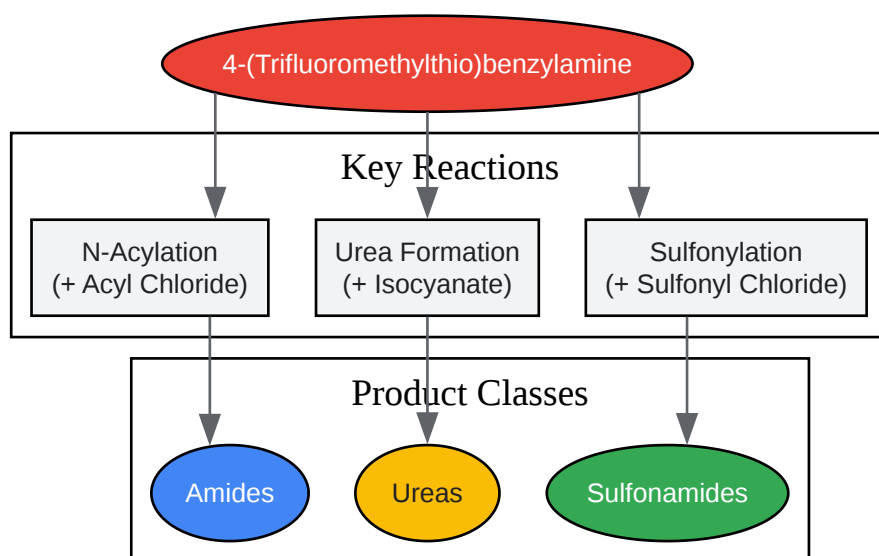 4-(Trifluoromethylthio)benzylamine
Key Reactions
N-Acylation
(+ Acyl Chloride)
Urea Formation
(+ Isocyanate)
Sulfonylation
(+ Sulfonyl Chloride)
Product Classes
Amides
Ureas
Sulfonamides